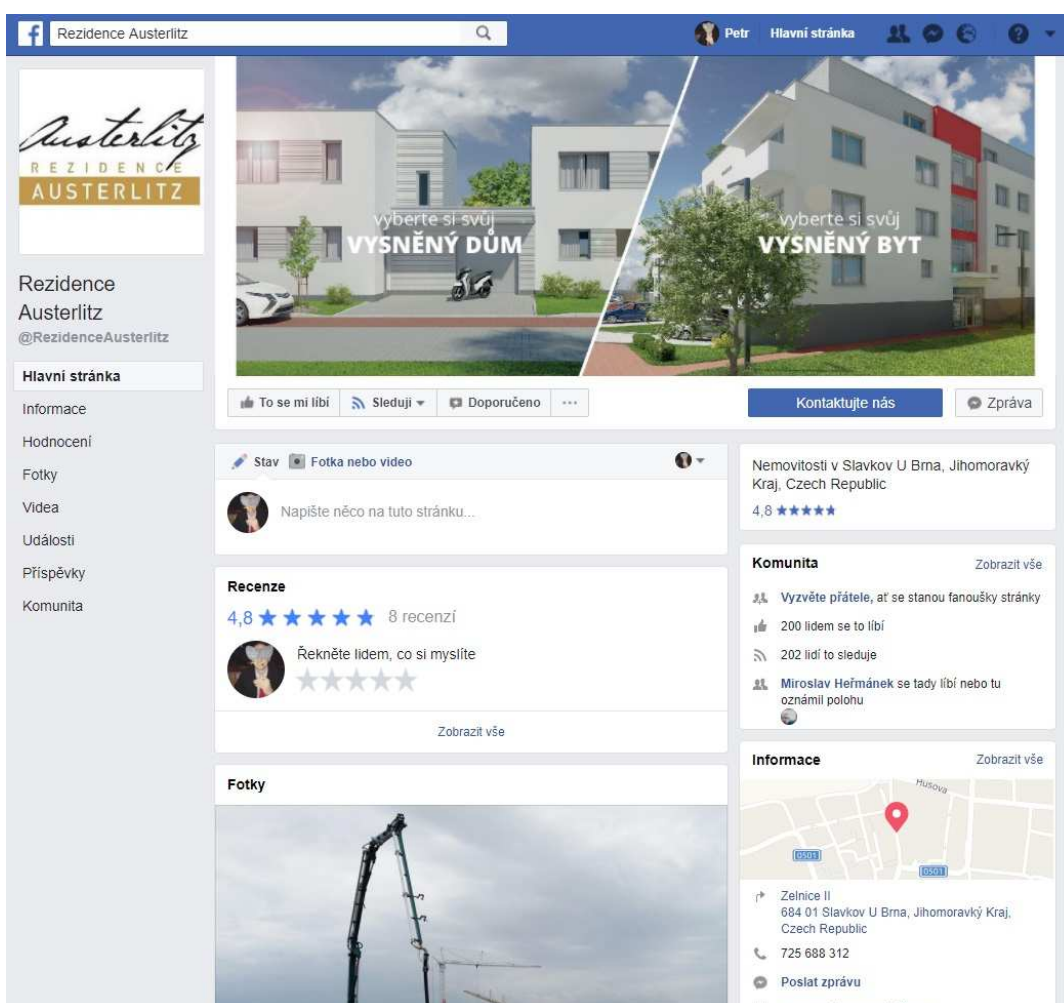 Rezidence Austerlitz
Petr
Hlavní stránka
Austerlitz
REZIDENCE
AUSTERLITZ
vyberte si svůj
VYSNĚNÝ DŮM
vyberte si svůj
VYSNĚNÝ BYT
Rezidence
Austerlitz
@RezidenceAusterlitz
Hlavní stránka
Informace
Hodnocení
Fotky
Videa
Události
Příspěvky
Komunita
To se mi líbí
Sleduji
Doporučeno
Kontaktujte nás
Zpráva
Stav
Fotka nebo video
Napište něco na tuto stránku...
Recenze
4,8 8 recenzí
Řekněte lidem, co si myslíte
Zobrazit vše
Fotky
Nemovitosti v Slavkov U Brna, Jihomoravký
Kraj, Czech Republic
4,8
Komunita Zobrazit vše
Vyzvěte přátele, ať se stanou fanoušky stránky
200 lidem se to líbí
202 lidí to sleduje
Miroslav Heřmánek se tady líbí nebo tu
oznámil polohu
Informace Zobrazit vše
Husova
0501
0501
Zelnice II
684 01 Slavkov U Brna, Jihomoravký Kraj,
Czech Republic
725 688 312
Poslat zprávu